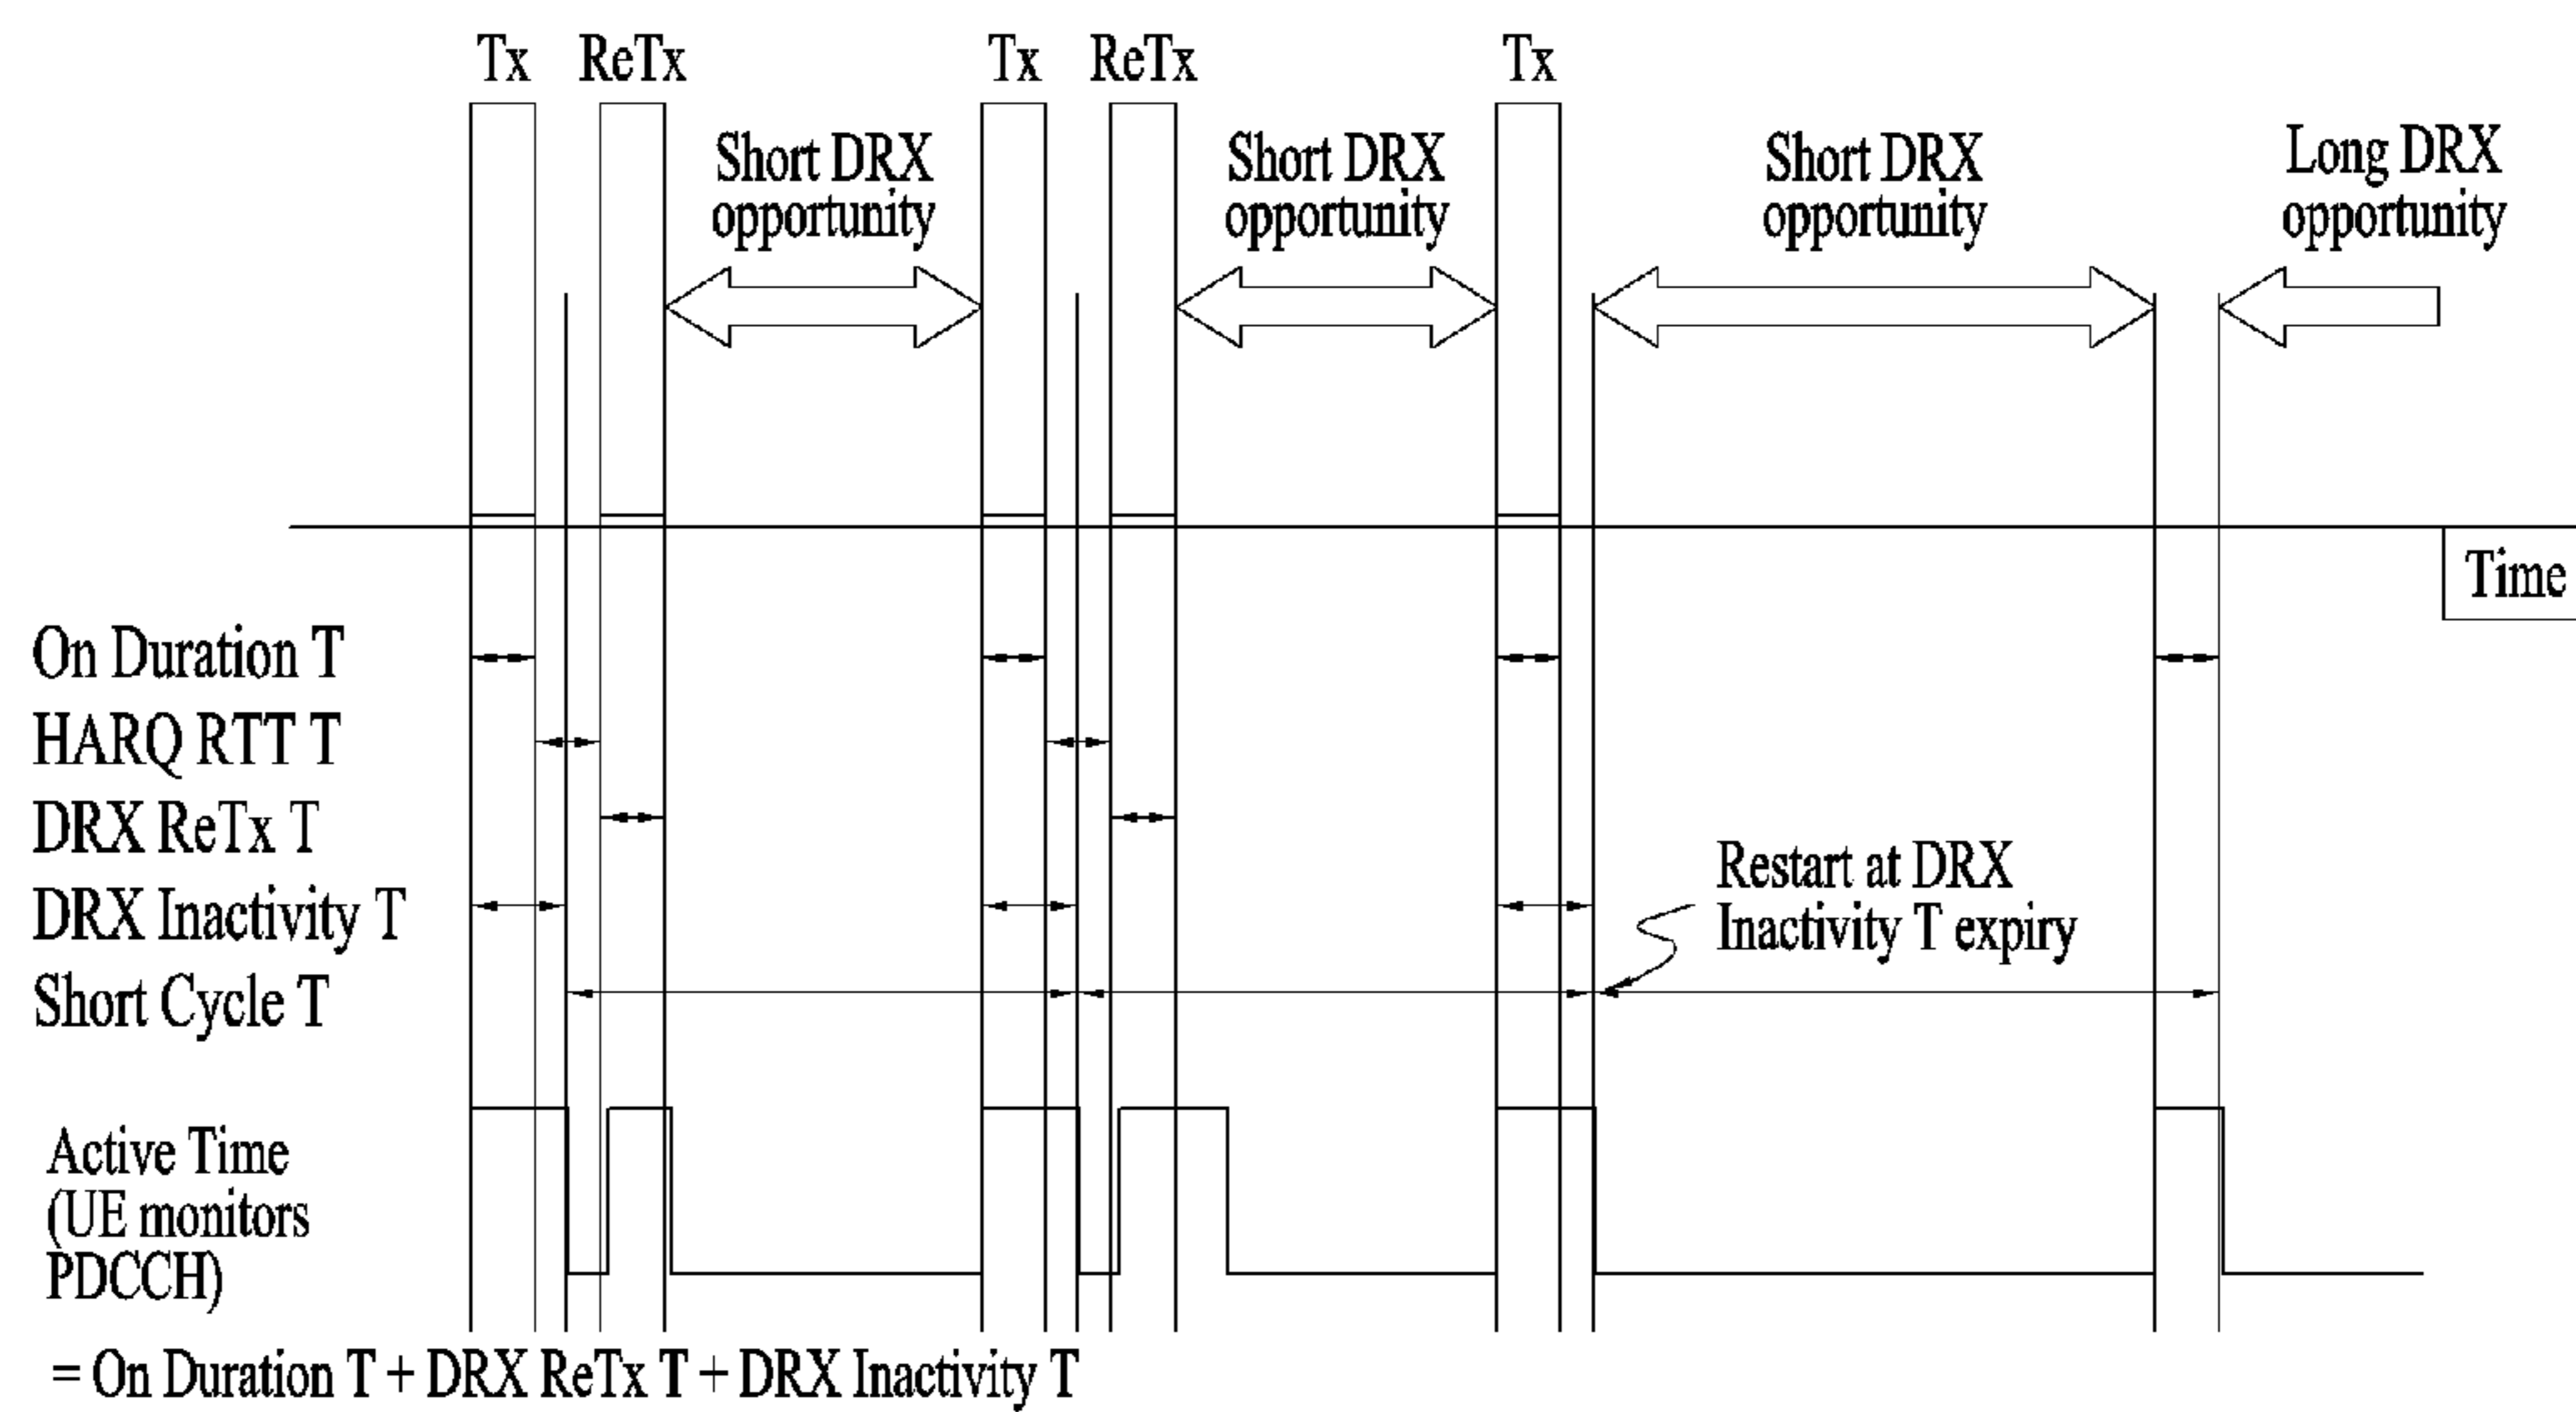 Tx
ReTx
Tx
ReTx
Tx
Short DRX
opportunity
Short DRX
opportunity
Short DRX
opportunity
Long DRX
opportunity
Time
On Duration T
HARQ RTT T
DRX ReTx T
DRX Inactivity T
Short Cycle T
Restart at DRX
Inactivity T expiry
Active Time
(UE monitors
PDCCH)
= On Duration T + DRX ReTx T + DRX Inactivity T